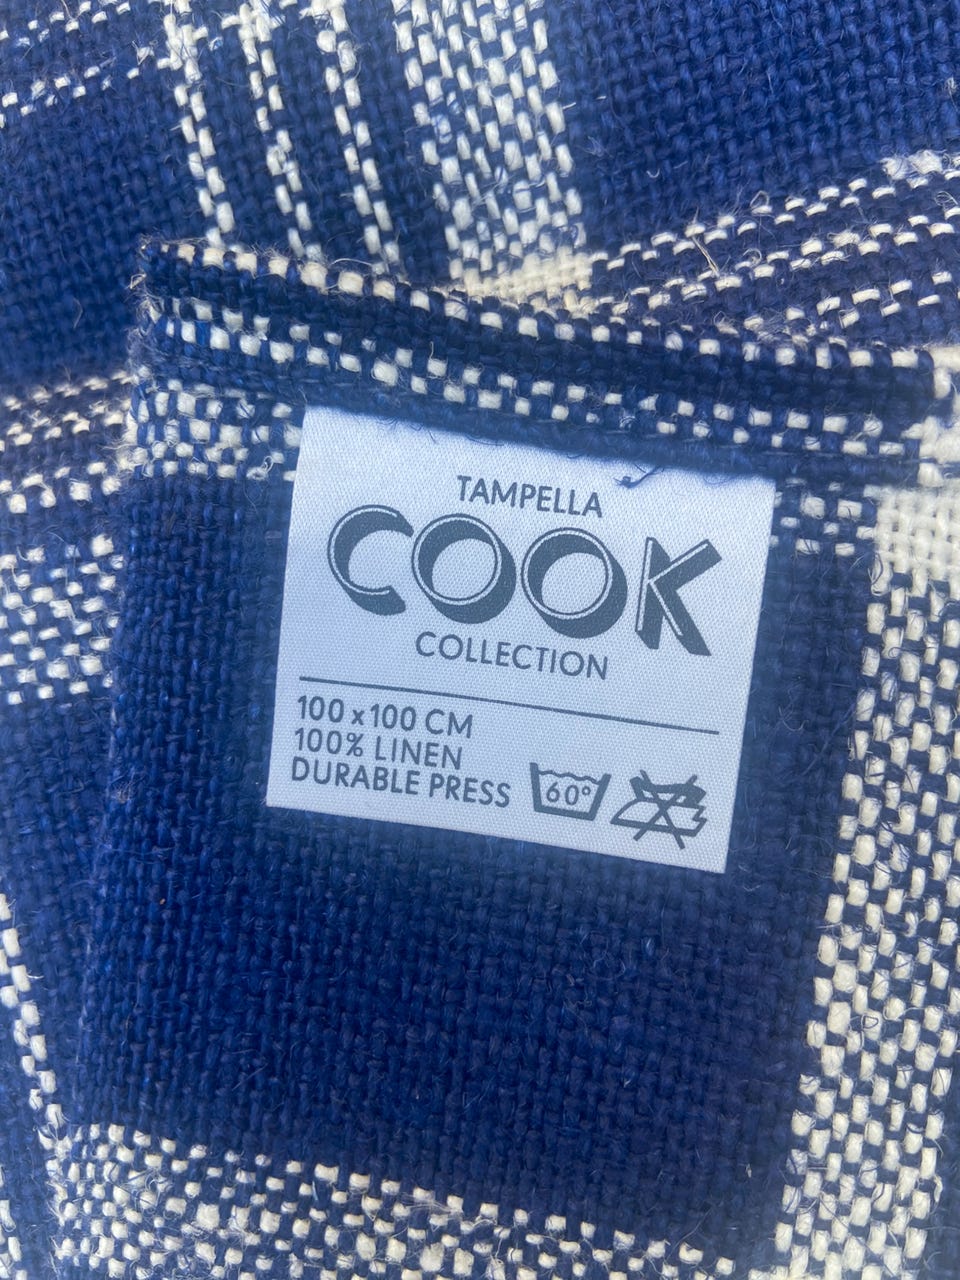 TAMPELLA
COOK
COLLECTION
100 x 100 CM
100% LINEN
DURABLE PRESS
60°